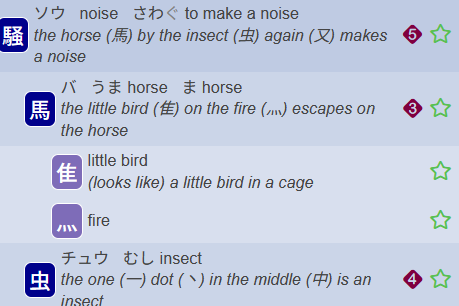 騒 ソウ noise さわぐ to make a noise
the horse (馬) by the insect (虫) again (又) makes 5
a noise
馬 バ うま horse ま horse
the little bird (隹) on the fire (灬) escapes on 3
the horse
隹 little bird
(looks like) a little bird in a cage
灬 fire
虫 チュウ むし insect
the one (一) dot (丶) in the middle (中) is an 4
insect